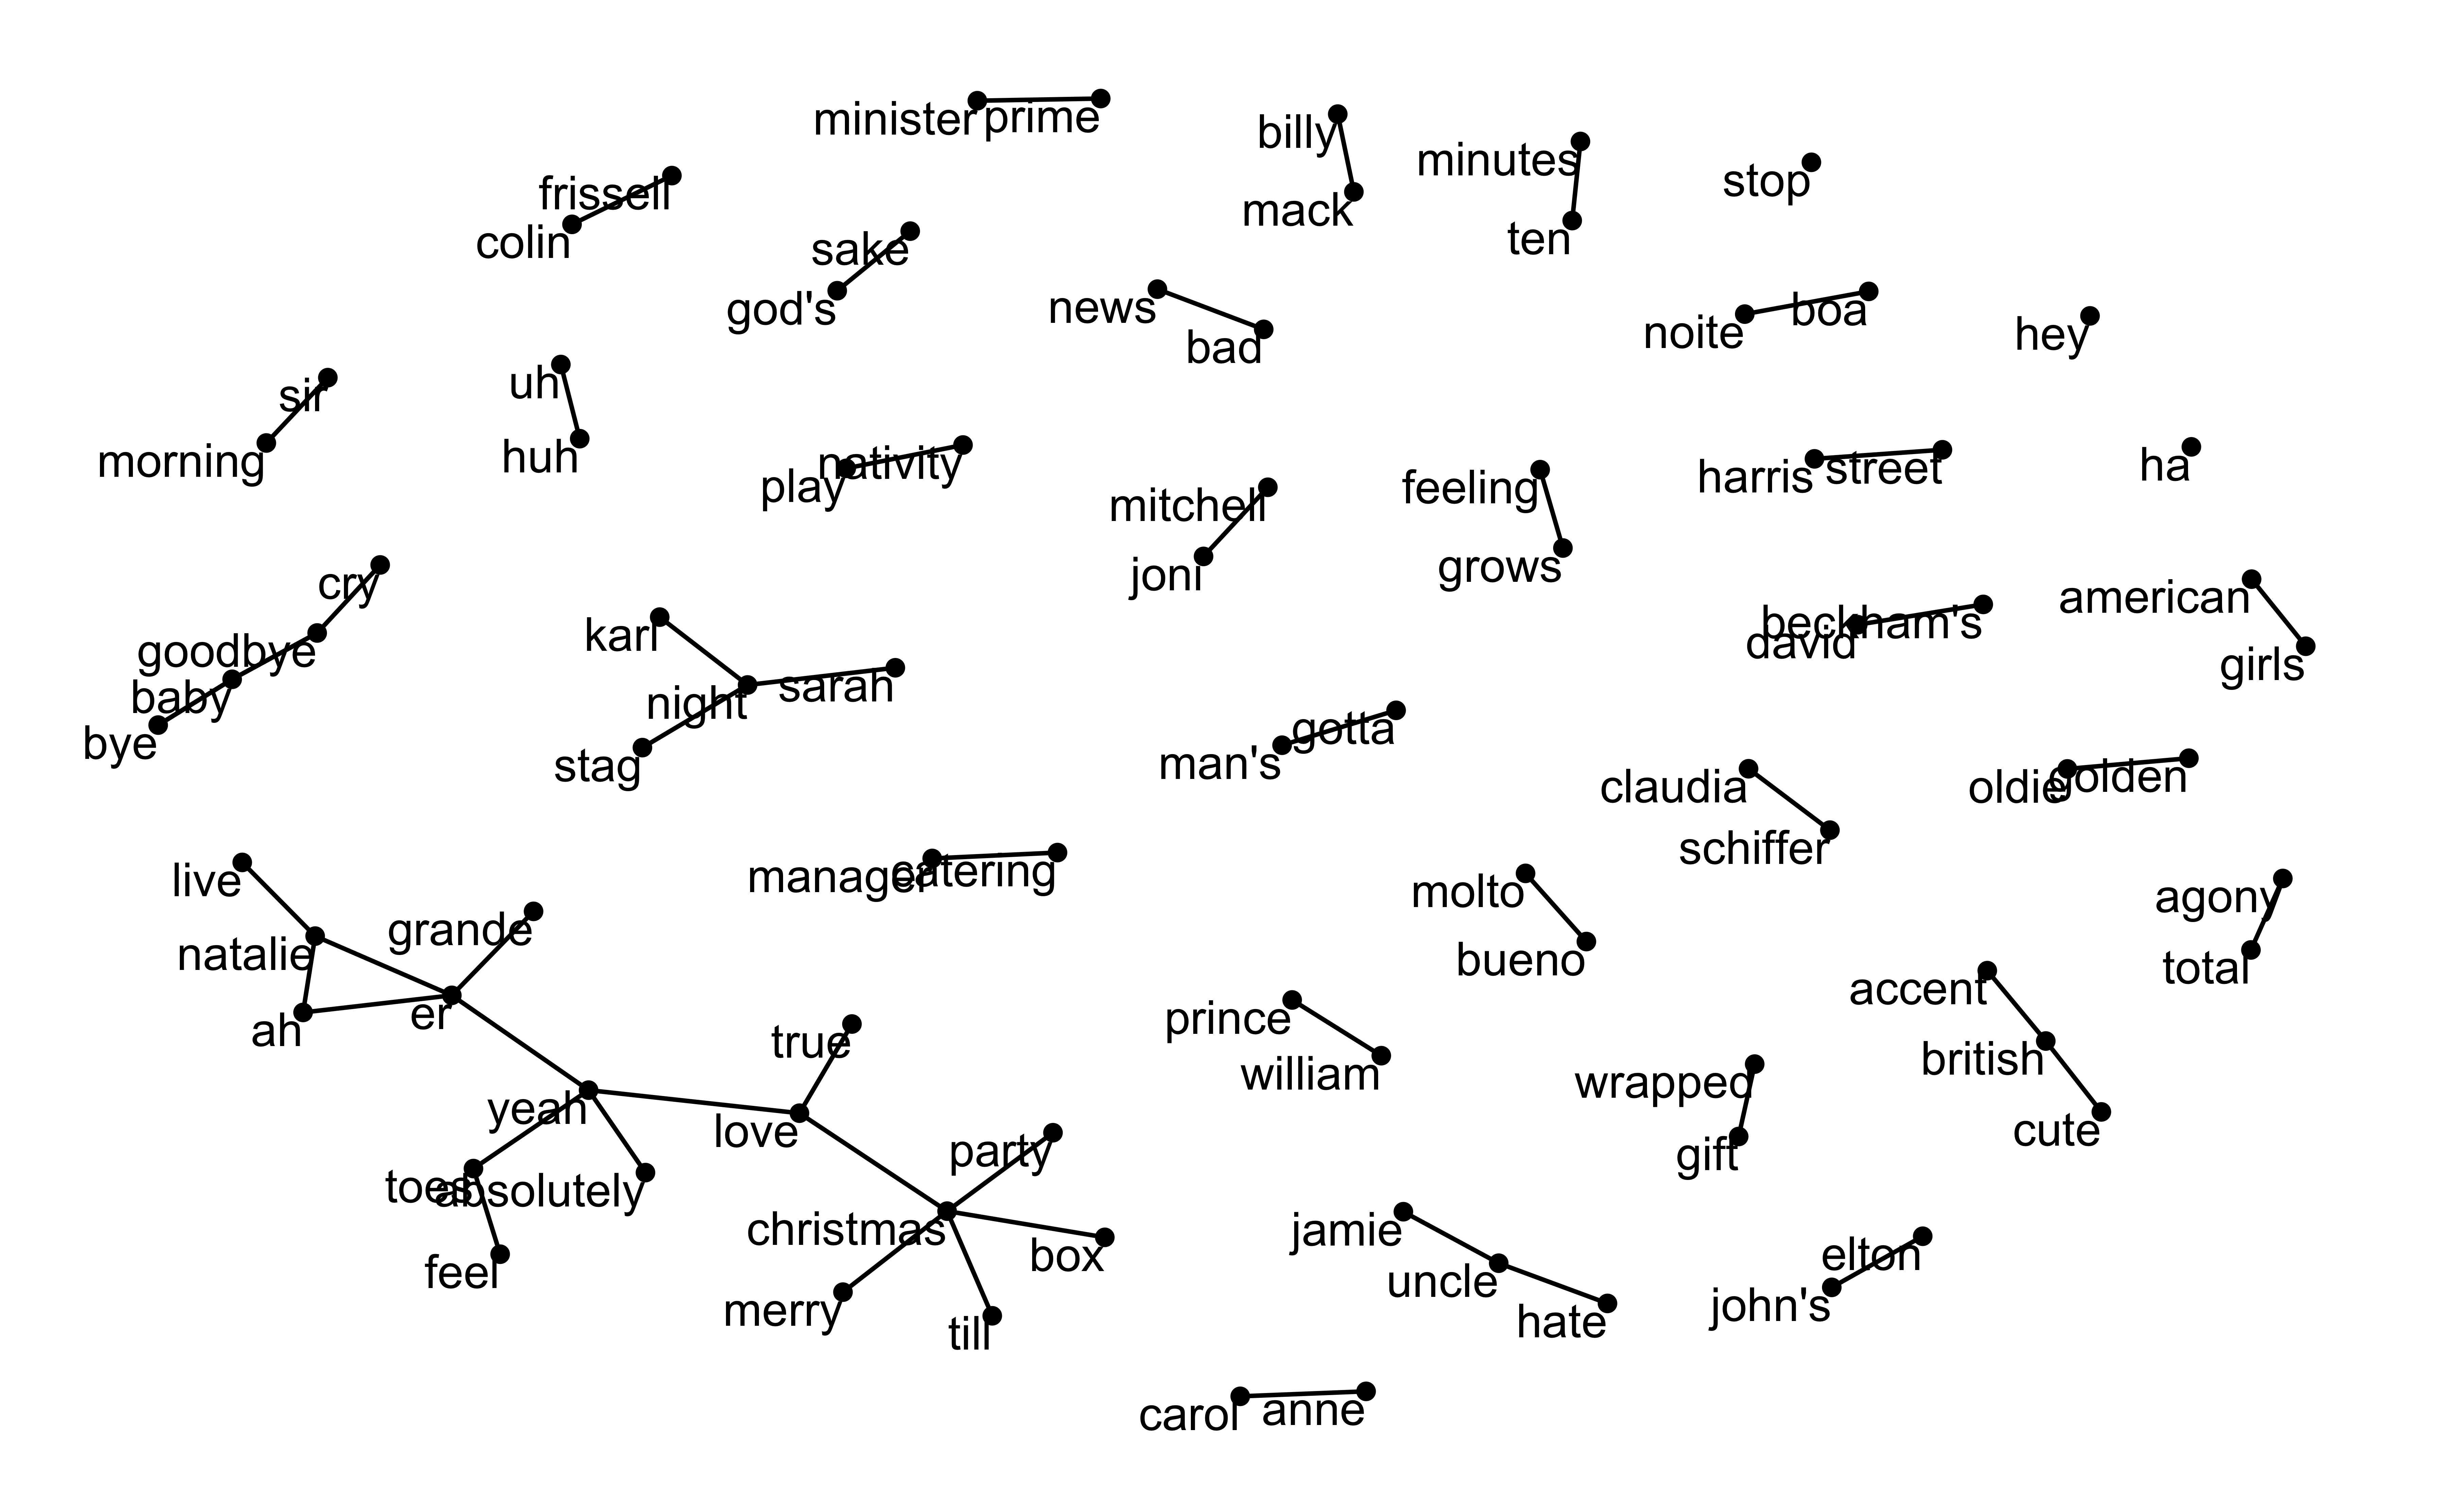 minister
prime
billy
minutes
stop
frissell
mack
colin
sake
ten
god's
news
boa
noite
bad
hey
uh
sir
huh
morning
nativity
play
feeling
street
harris
ha
mitchell
joni
grows
cry
american
beckham's
karl
david
goodbye
girls
sarah
baby
night
bye
gotta
stag
man's
golden
claudia
oldie
schiffer
catering
manager
live
molto
agony
grande
natalie
bueno
total
accent
er
prince
ah
true
british
william
wrapped
yeah
love
cute
party
gift
toes
absolutely
christmas
jamie
box
elton
feel
uncle
merry
john's
hate
till
anne
carol